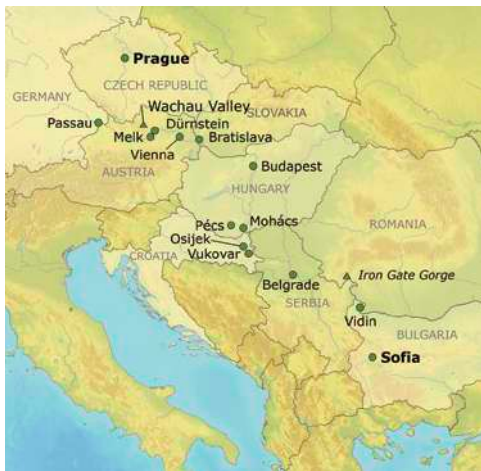 Prague
CZECH REPUBLIC
GERMANY
Wachau Valley
SLOVAKIA
Passau
Dürnstein
Melk
Bratislava
Vienna
Budapest
AUSTRIA
HUNGARY
Pécs
Mohács
ROMANIA
Osijek
CROATIA
Vukovar
Iron Gate Gorge
Belgrade
SERBIA
Vidin
BULGARIA
Sofia